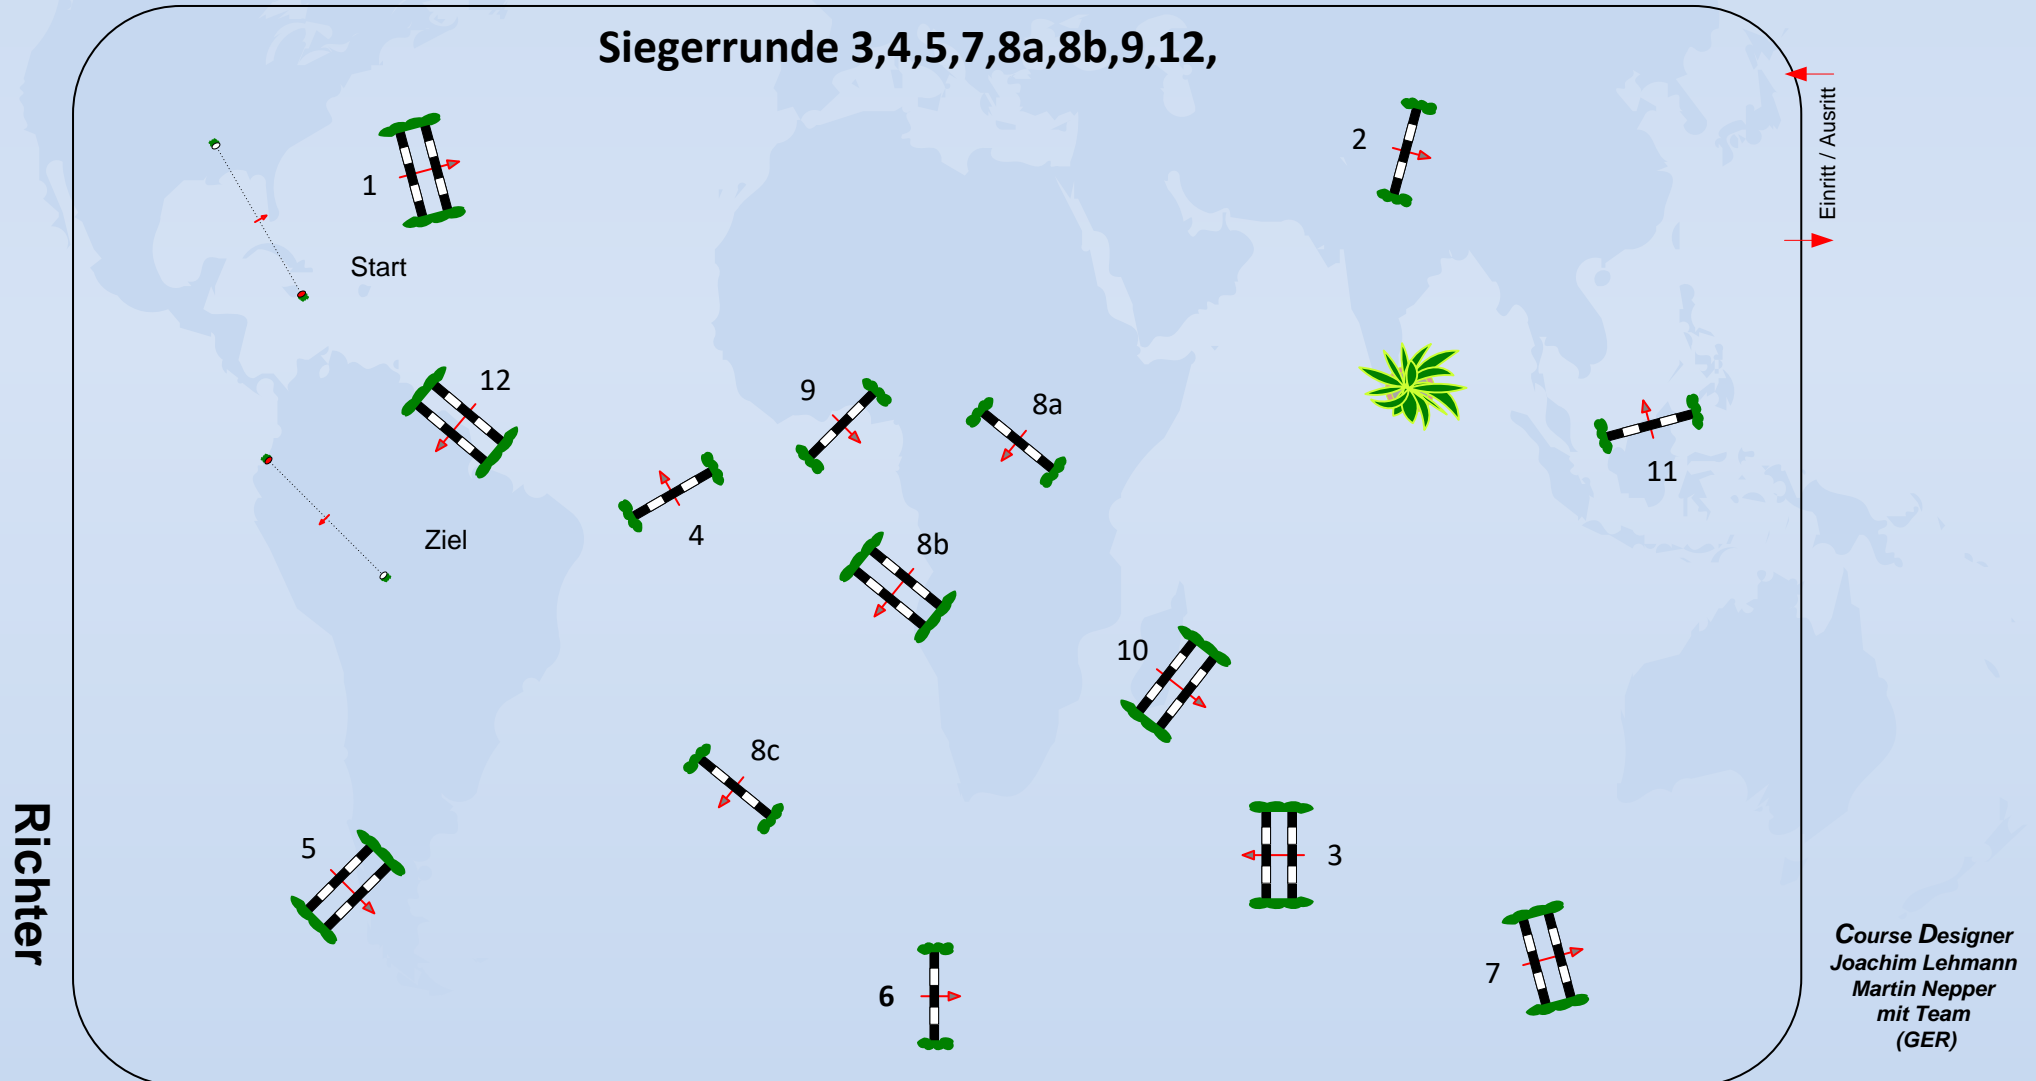 Siegerrunde 3,4,5,7,8a,8b,9,12,
Einritt / Ausritt
2
1
Start
12
9
8a
11
4
Ziel
8b
10
8c
5
3
6
7
Richter
Course Designer
Joachim Lehmann
Martin Nepper
mit Team
(GER)